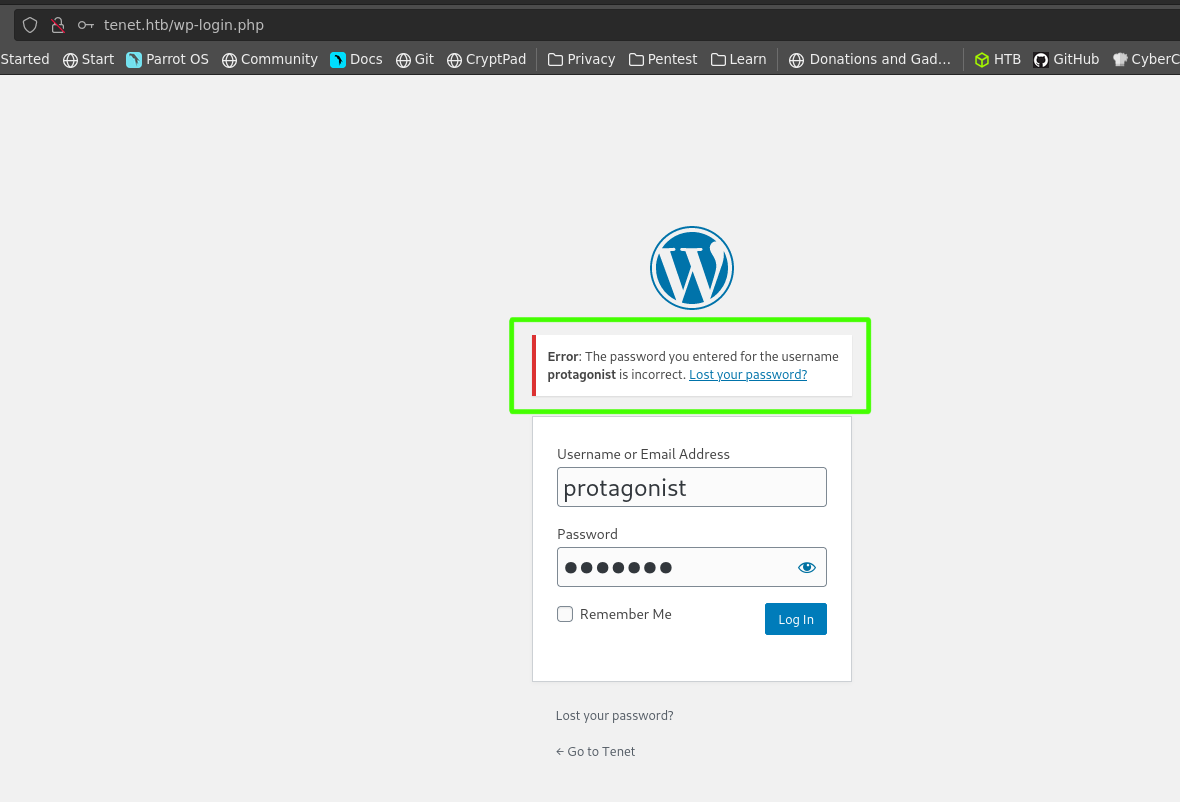 tenet.htb/wp-login.php
Started Start Parrot OS Community Docs Git CryptPad Privacy Pentest Learn Donations and Gad… HTB GitHub CyberC
Error: The password you entered for the username
protagonist is incorrect. Lost your password?
Username or Email Address
protagonist
Password
Remember Me Log In
Lost your password?
← Go to Tenet